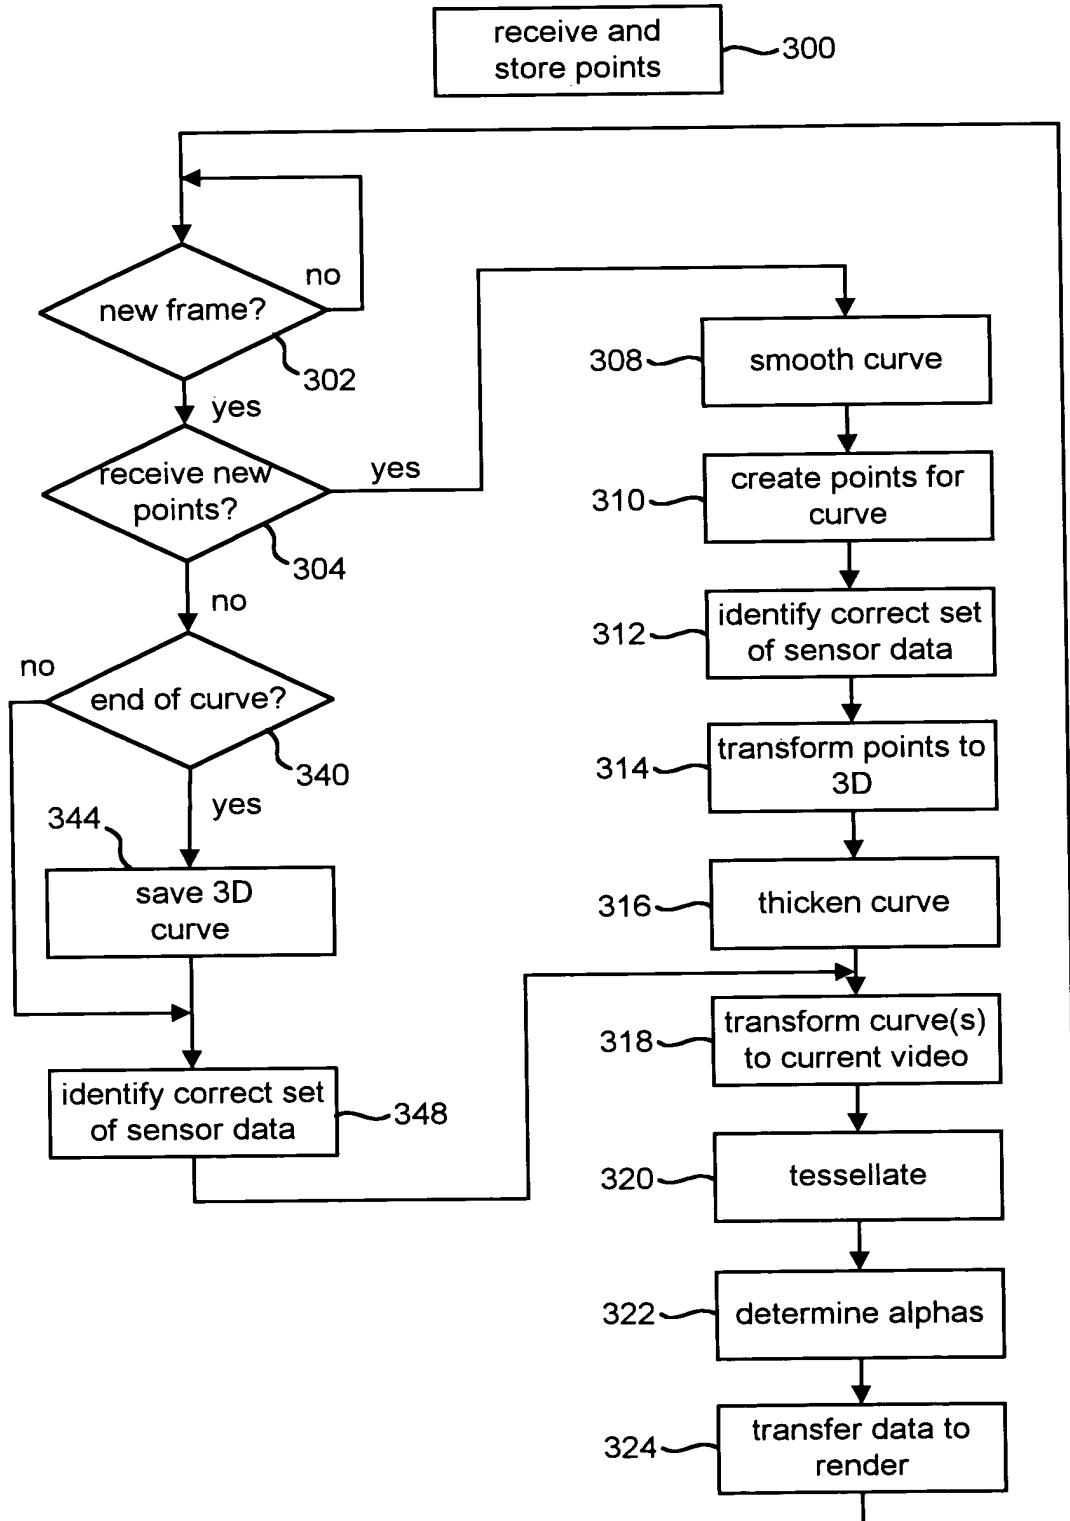 receive and
store points
300
new frame?
no
302
yes
receive new
points?
yes
304
no
end of curve?
no
340
yes
344
save 3D
curve
identify correct set
of sensor data
348
308
smooth curve
310
create points for
curve
312
identify correct set
of sensor data
314
transform points to
3D
316
thicken curve
318
transform curve(s)
to current video
320
tessellate
322
determine alphas
324
transfer data to
render